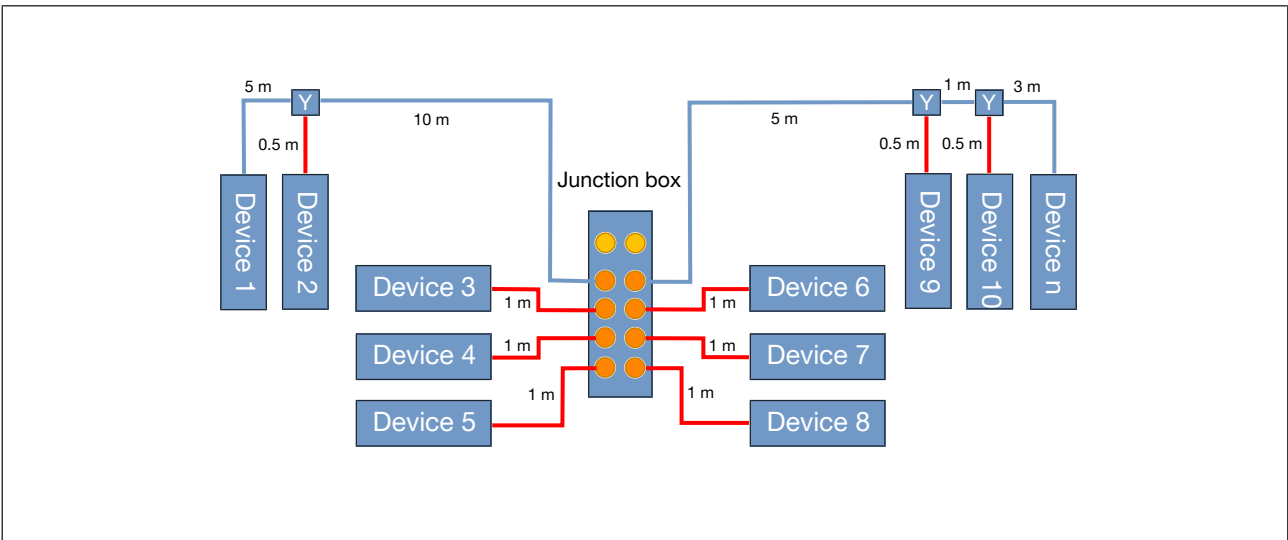 5 m
Y
10 m
0.5 m
Device 1
Device 2
5 m
Y
1 m
Y
3 m
0.5 m
0.5 m
Device 9
Device 10
Device n
Junction box
Device 3
1 m
1 m
Device 6
Device 4
1 m
1 m
Device 7
Device 5
1 m
1 m
Device 8